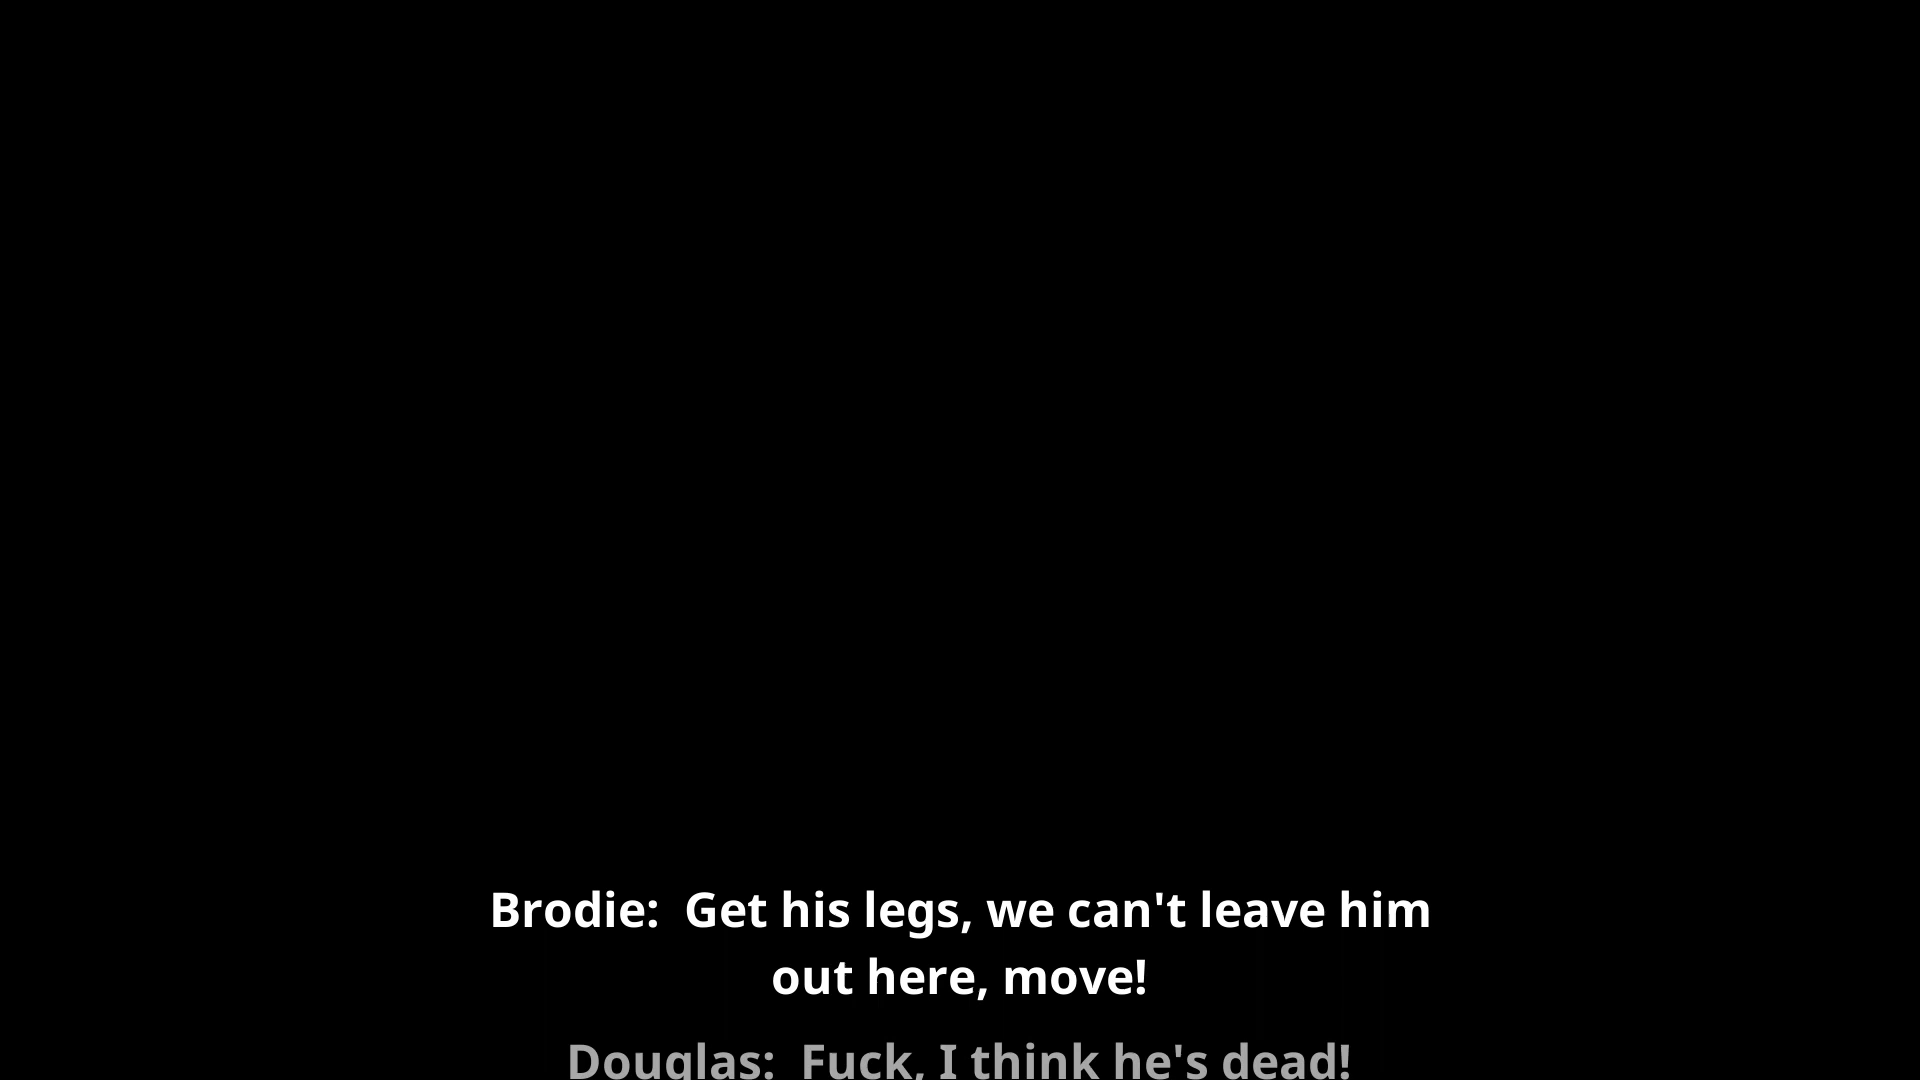 Brodie:  Get his legs, we can't leave him
out here, move!
Douglas:  Fuck, I think he's dead!